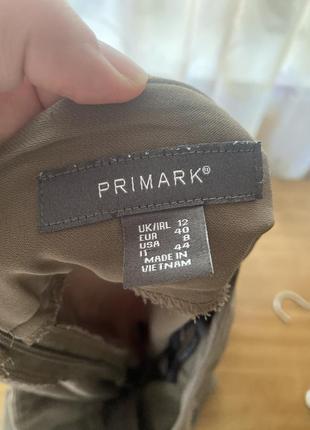 PRIMARK®
UK/IRL 12
EUR 40
USA 8
IT 44
MADE IN
VIETNAM